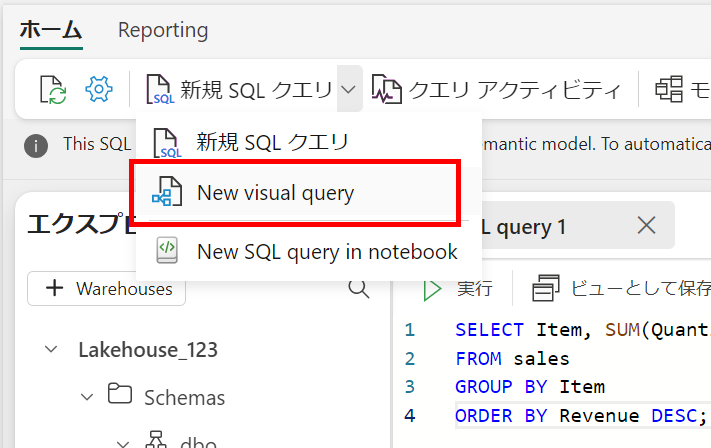 ホーム Reporting
新規 SQL クエリ クエリ アクティビティ モ
新規 SQL クエリ
This SQL mantic model. To automatica
New visual query
エクスプロ L query 1
New SQL query in notebook
+ Warehouses 実行 ビューとして保存
Lakehouse_123
Schemas
dbo
1 SELECT Item, SUM(Quant
2 FROM sales
3 GROUP BY Item
4 ORDER BY Revenue DESC;